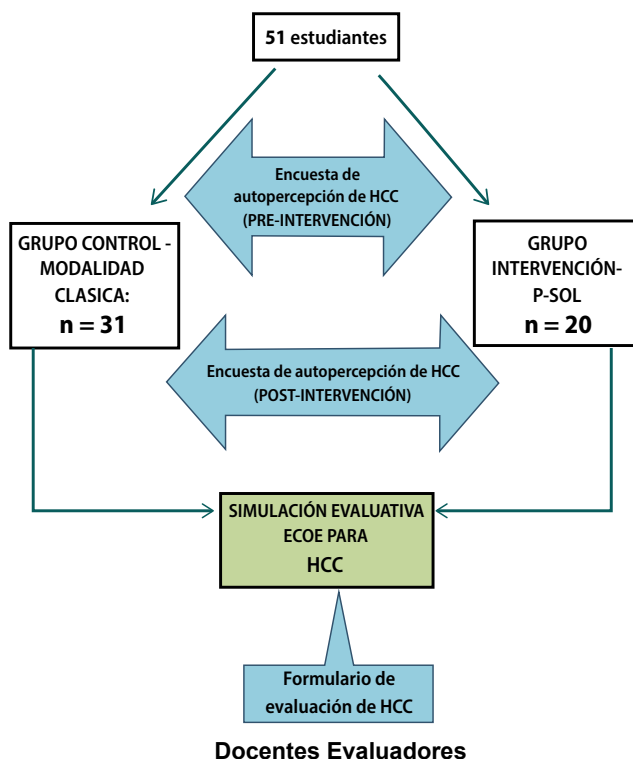 51 estudiantes
Encuesta de
autopercepción de HCC
(PRE-INTERVENCIÓN)
GRUPO CONTROL -
MODALIDAD
CLASICA:
n = 31
GRUPO
INTERVENCIÓN-
P-SOL
n = 20
Encuesta de autopercepción de HCC
(POST-INTERVENCIÓN)
SIMULACIÓN EVALUATIVA
ECOE PARA
HCC
Formulario de
evaluación de HCC
Docentes Evaluadores